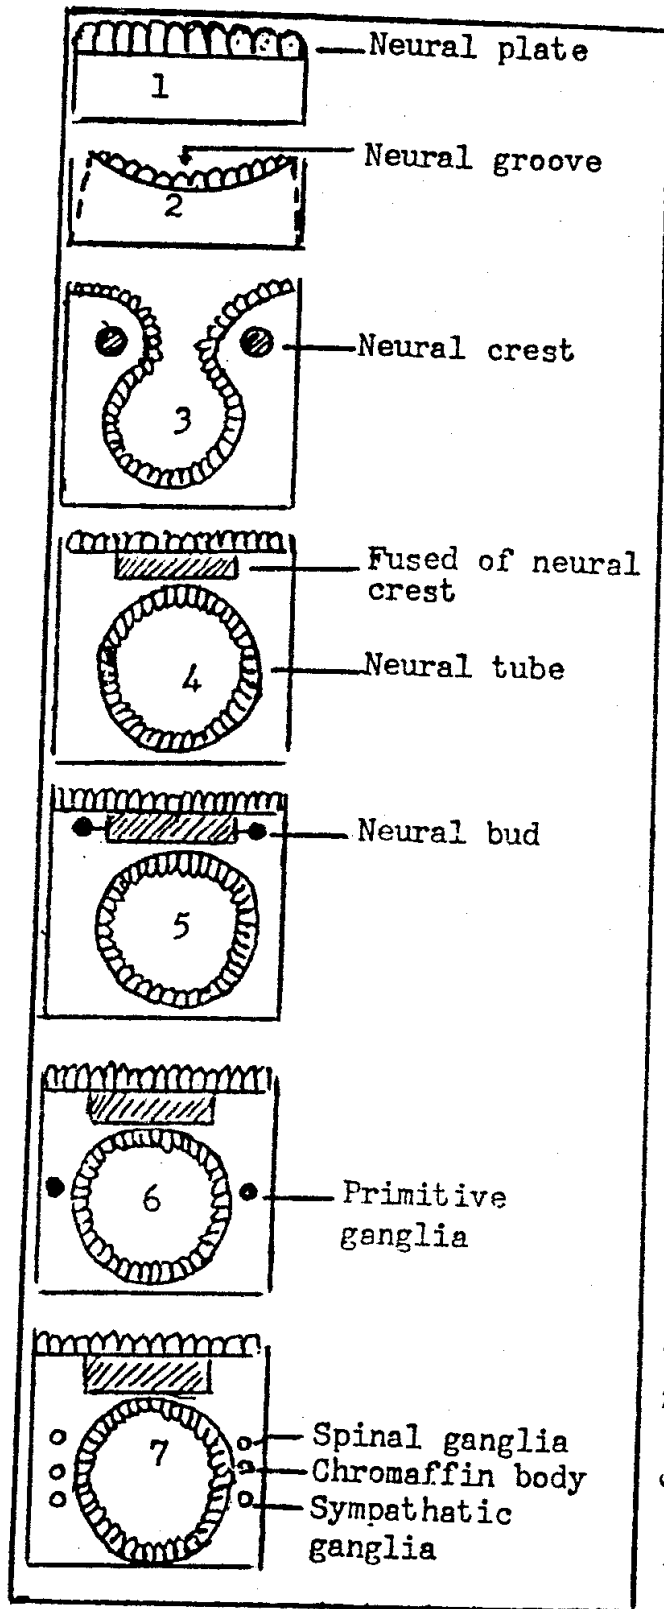 Neural plate
1
Neural groove
2
Neural crest
3
Fused of neural
crest
Neural tube
4
Neural bud
5
Primitive
ganglia
6
7
Spinal ganglia
Chromaffin body
Sympathatic
ganglia